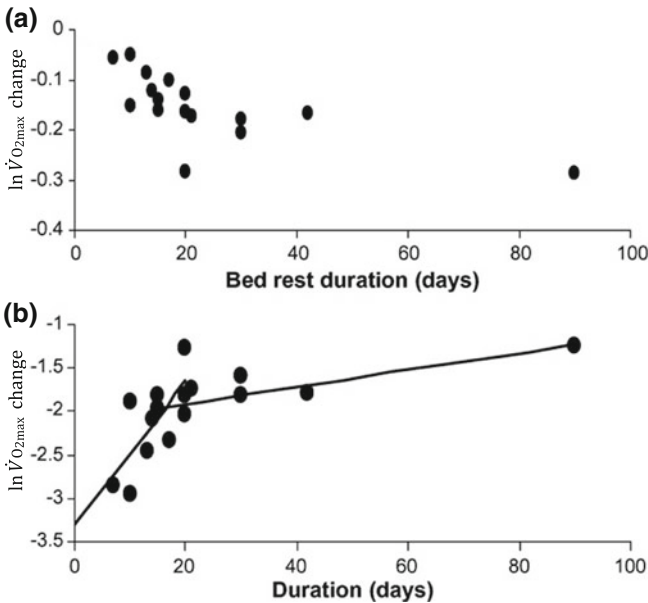 (a)
0
-0.1
-0.2
-0.3
-0.4
ln V̇O₂max change
0 20 40 60 80 100
Bed rest duration (days)
(b)
-1
-1.5
-2
-2.5
-3
-3.5
ln V̇O₂max change
0 20 40 60 80 100
Duration (days)